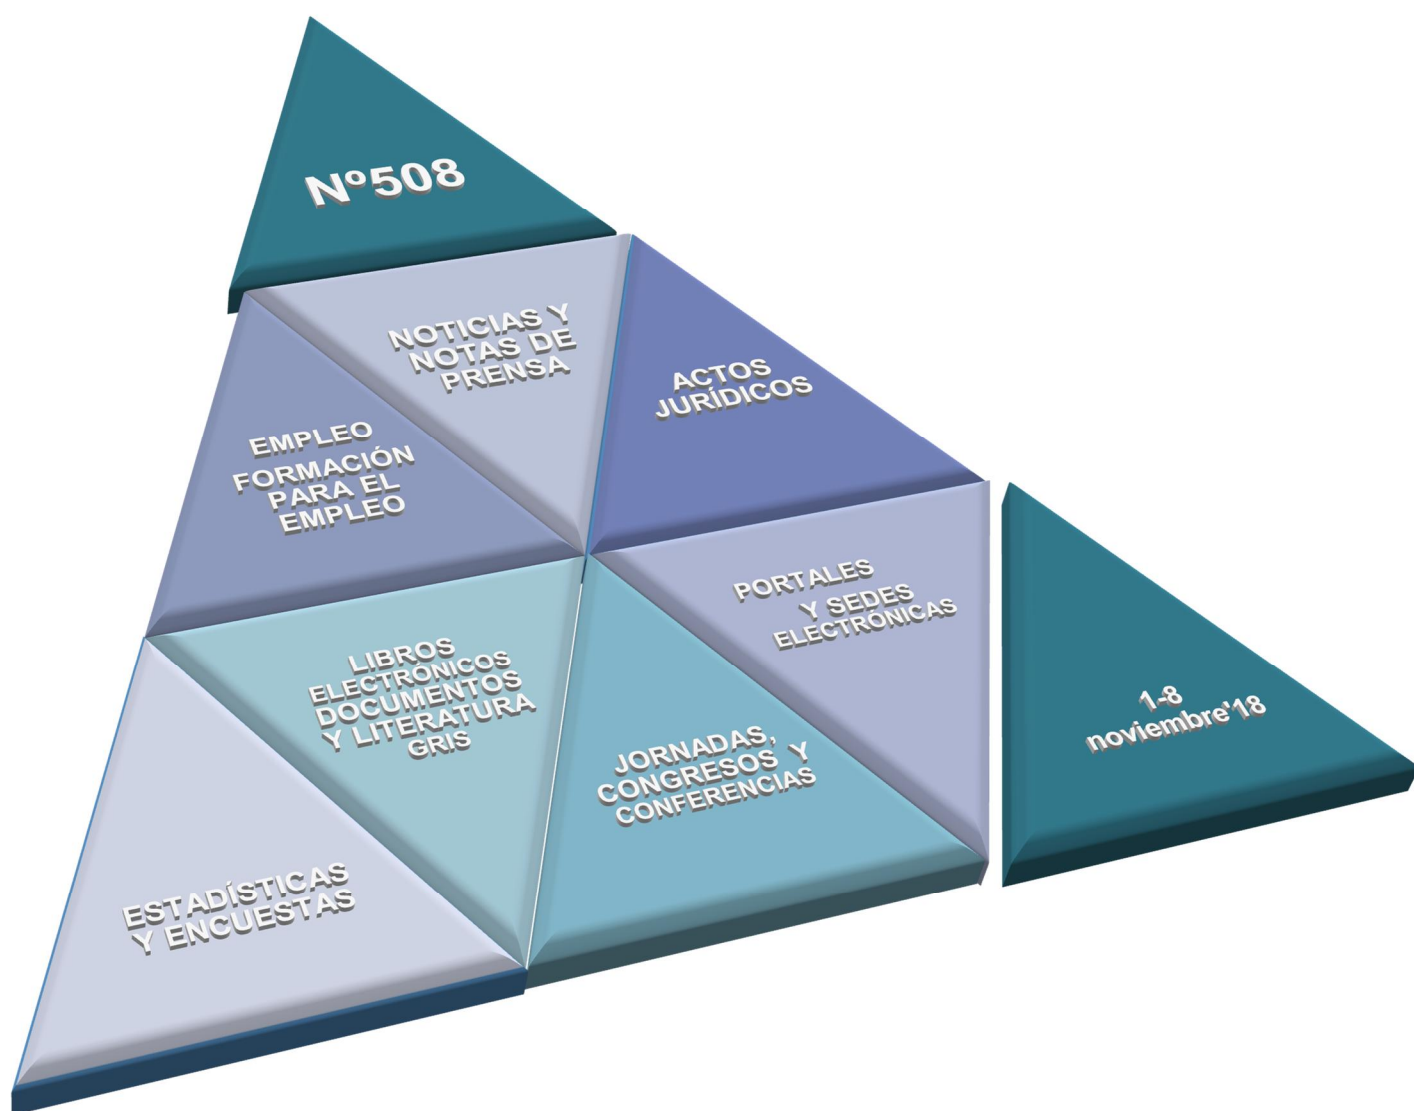 Nº508
NOTICIAS Y
NOTAS DE
PRENSA
ACTOS
JURÍDICOS
EMPLEO
FORMACIÓN
PARA EL
EMPLEO
PORTALES
Y SEDES
ELECTRÓNICAS
LIBROS
ELECTRÓNICOS
DOCUMENTOS
Y LITERATURA
GRIS
JORNADAS,
CONGRESOS Y
CONFERENCIAS
1-8
noviembre'18
ESTADÍSTICAS
Y ENCUESTAS